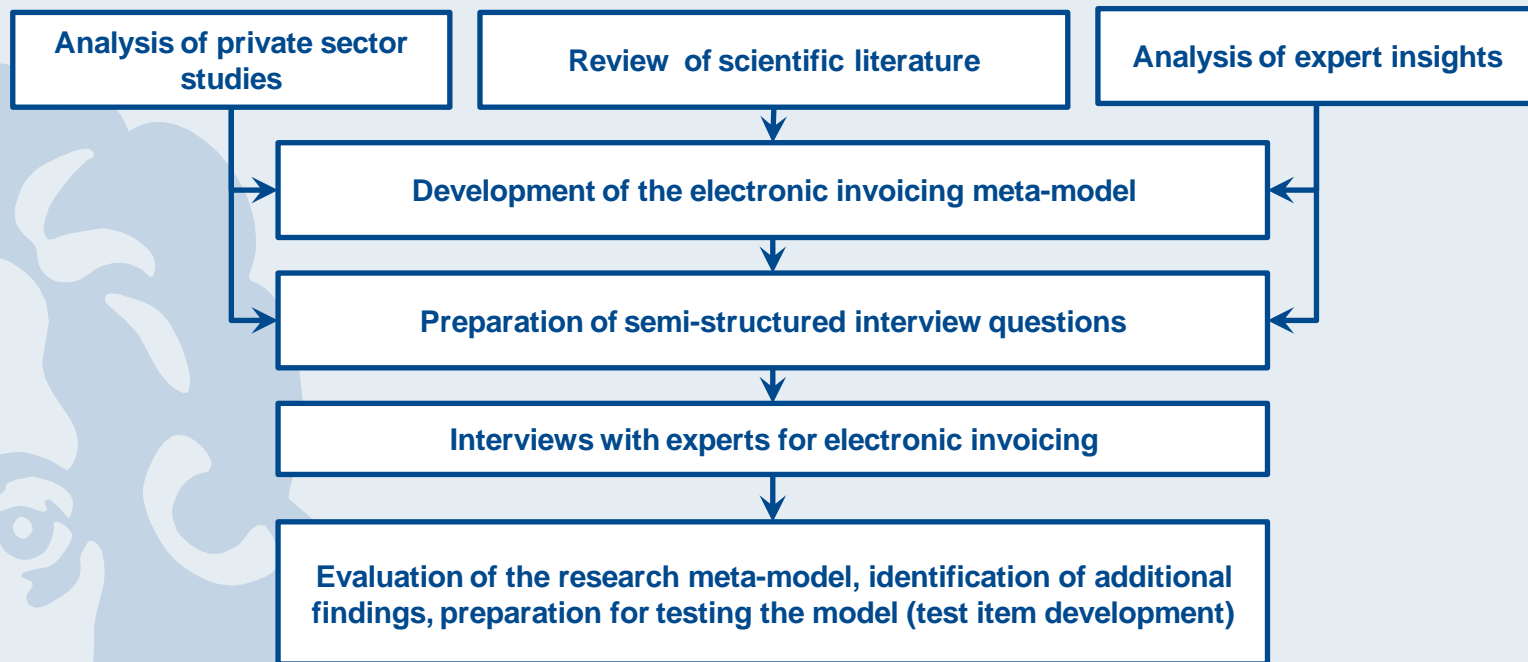 Analysis of private sector
studies
Review of scientific literature
Analysis of expert insights
Development of the electronic invoicing meta-model
Preparation of semi-structured interview questions
Interviews with experts for electronic invoicing
Evaluation of the research meta-model, identification of additional
findings, preparation for testing the model (test item development)